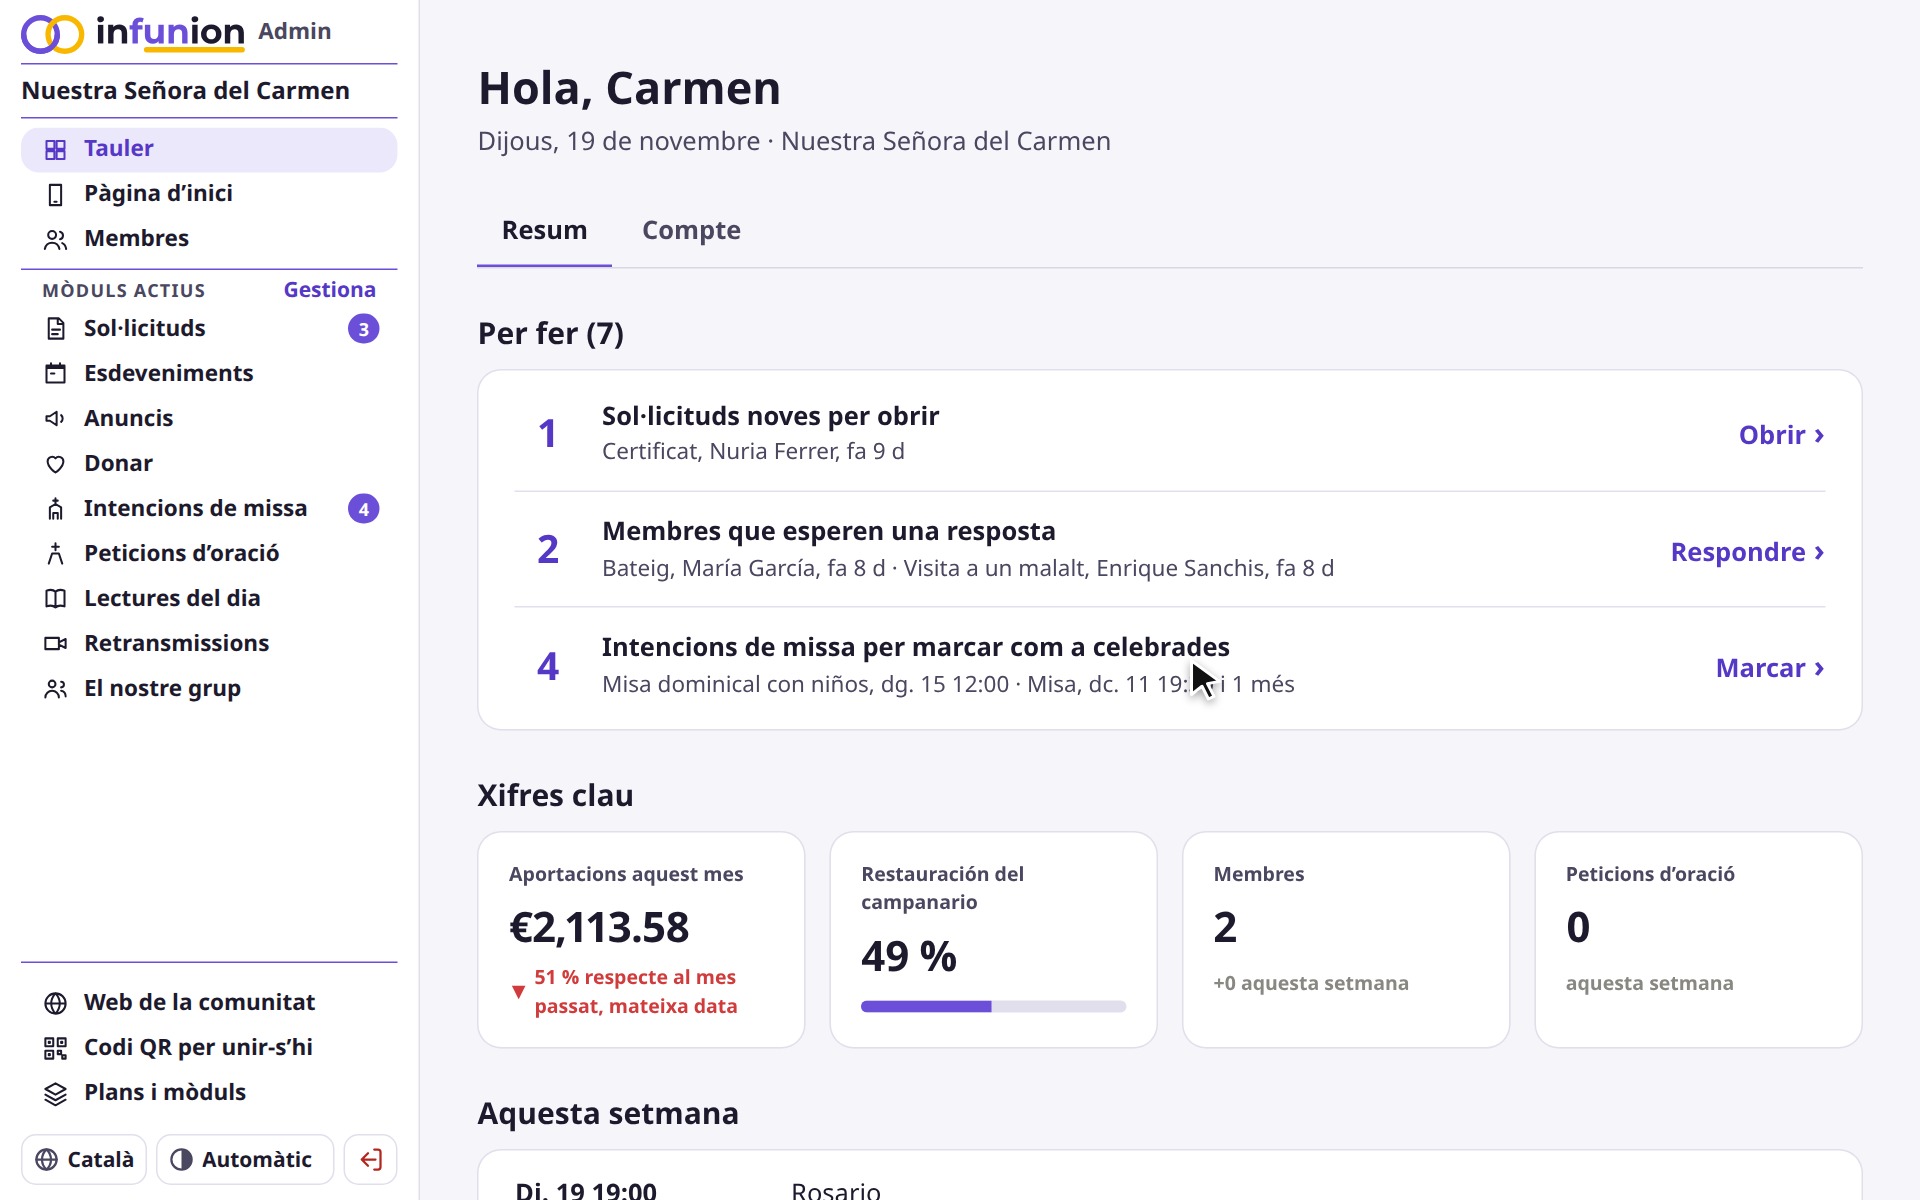 infunion Admin
Nuestra Señora del Carmen
Tauler
Pàgina d’inici
Membres
MÒDULS ACTIUS Gestiona
Sol·licituds 3
Esdeveniments
Anuncis
Donar
Intencions de missa 4
Peticions d’oració
Lectures del dia
Retransmissions
El nostre grup
Web de la comunitat
Codi QR per unir-s’hi
Plans i mòduls
Català Automàtic
Hola, Carmen
Dijous, 19 de novembre · Nuestra Señora del Carmen
Resum Compte
Per fer (7)
1 Sol·licituds noves per obrir
Certificat, Nuria Ferrer, fa 9 d
Obrir ›
2 Membres que esperen una resposta
Bateig, María García, fa 8 d · Visita a un malalt, Enrique Sanchis, fa 8 d
Respondre ›
4 Intencions de missa per marcar com a celebrades
Misa dominical con niños, dg. 15 12:00 · Misa, dc. 11 19: i 1 més
Marcar ›
Xifres clau
Aportacions aquest mes
€2,113.58
▼ 51 % respecte al mes
passat, mateixa data
Restauración del
campanario
49 %
Membres
2
+0 aquesta setmana
Peticions d’oració
0
aquesta setmana
Aquesta setmana
Dj. 19 19:00 Rosario